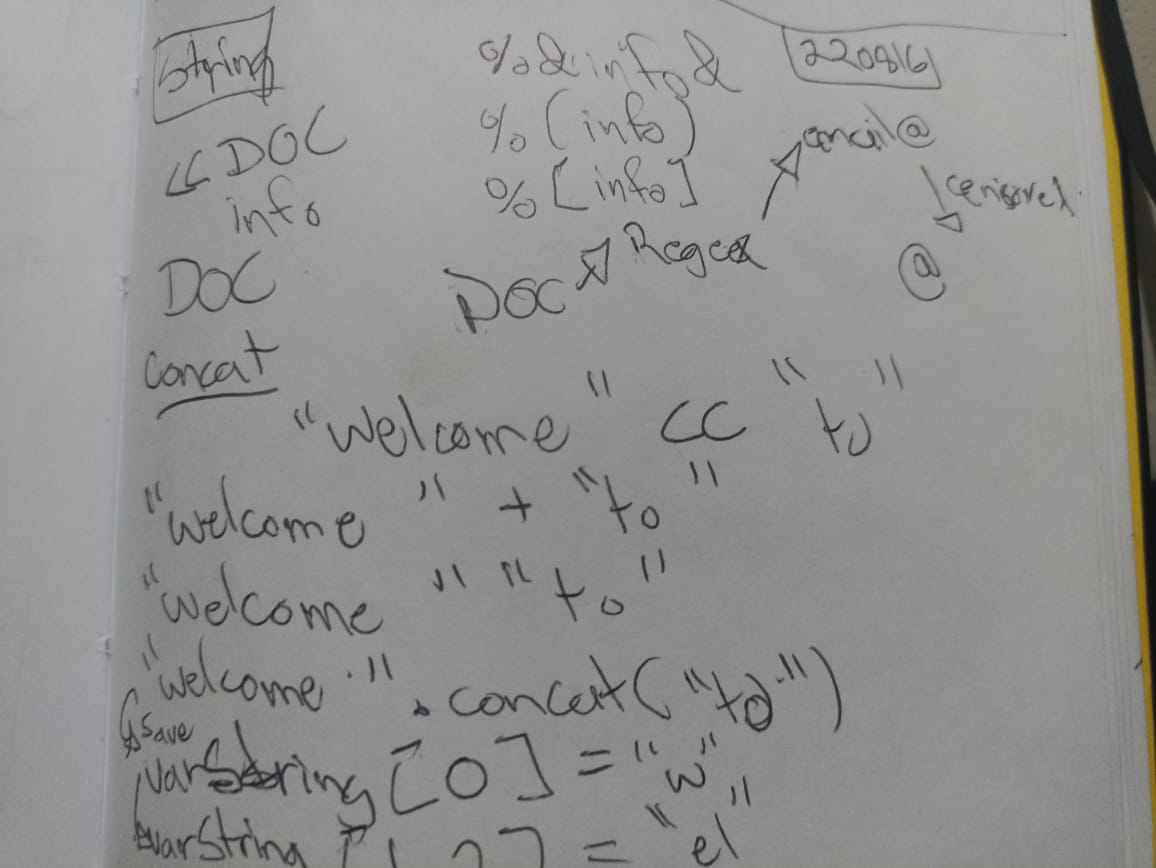 String
%&info&
220816
<<DOC
%(info)
email@
info
%[info]
censored
DOC
DOC
Regex
@
Concat
"welcome" << "to"
"welcome" + "to"
"welcome" "to"
"welcome".concat("to")
Save
varString[0] = "w"
varString [ ] = "el"